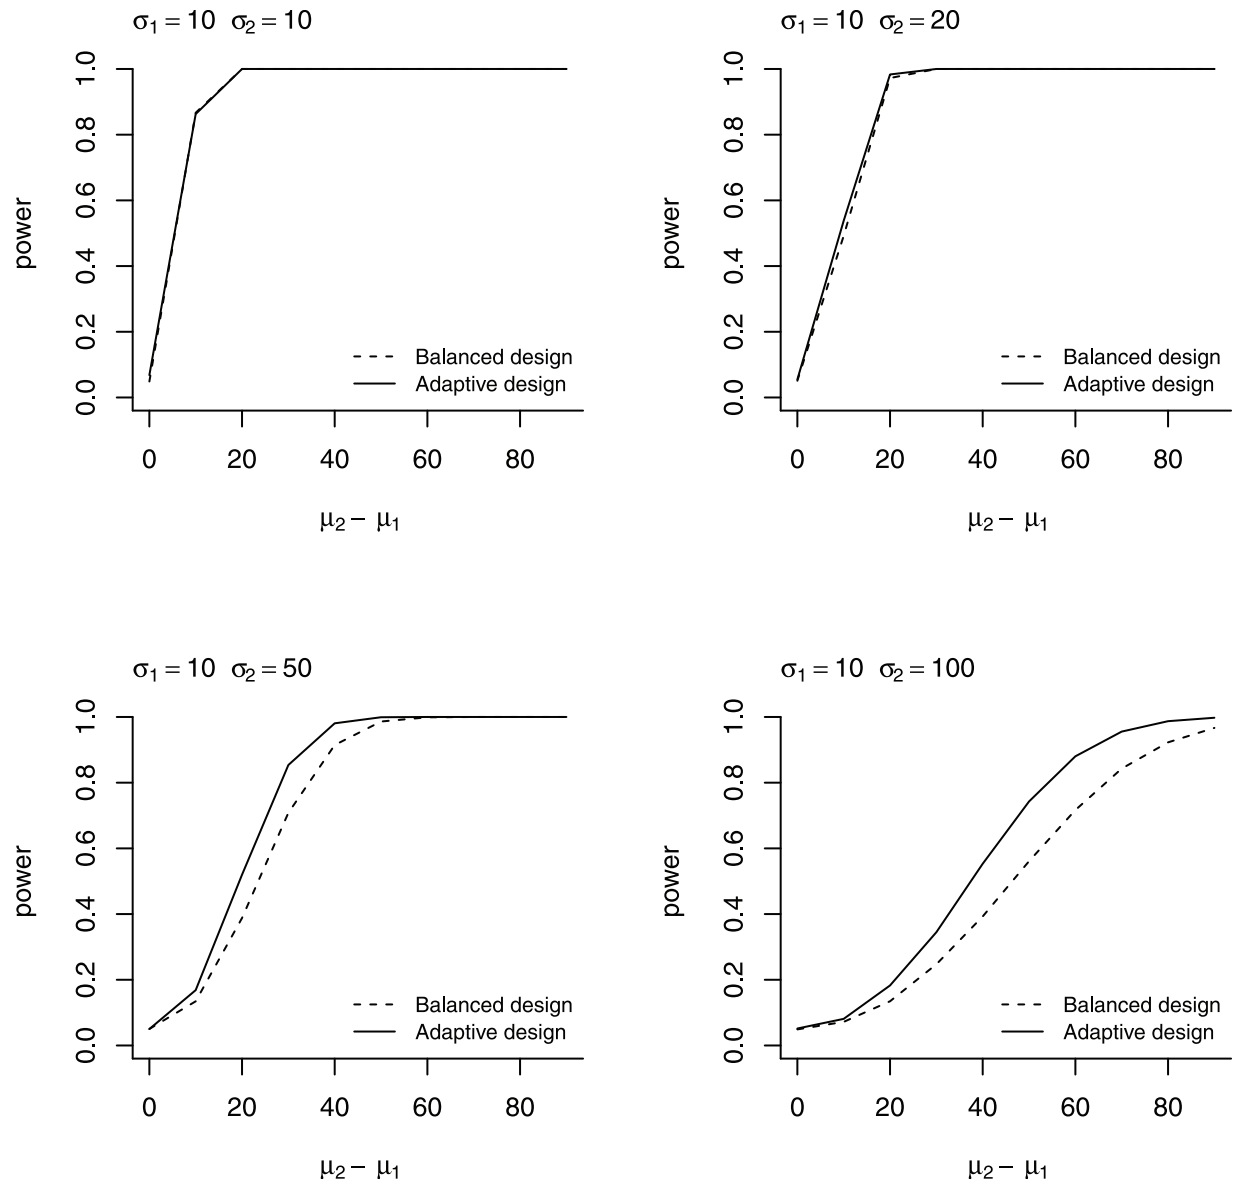 σ₁ = 10 σ₂ = 10
power
0.0 0.2 0.4 0.6 0.8 1.0
Balanced design
Adaptive design
0 20 40 60 80
μ₂ − μ₁
σ₁ = 10 σ₂ = 20
power
0.0 0.2 0.4 0.6 0.8 1.0
Balanced design
Adaptive design
0 20 40 60 80
μ₂ − μ₁
σ₁ = 10 σ₂ = 50
power
0.0 0.2 0.4 0.6 0.8 1.0
Balanced design
Adaptive design
0 20 40 60 80
μ₂ − μ₁
σ₁ = 10 σ₂ = 100
power
0.0 0.2 0.4 0.6 0.8 1.0
Balanced design
Adaptive design
0 20 40 60 80
μ₂ − μ₁